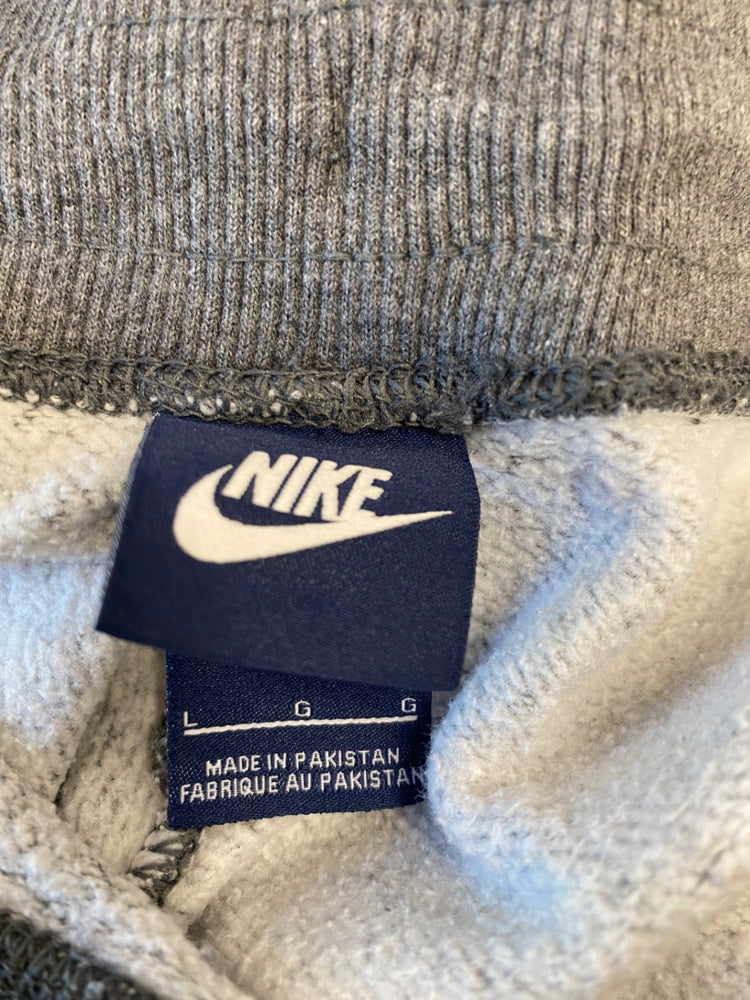 NIKE
L G G
MADE IN PAKISTAN
FABRIQUE AU PAKISTAN